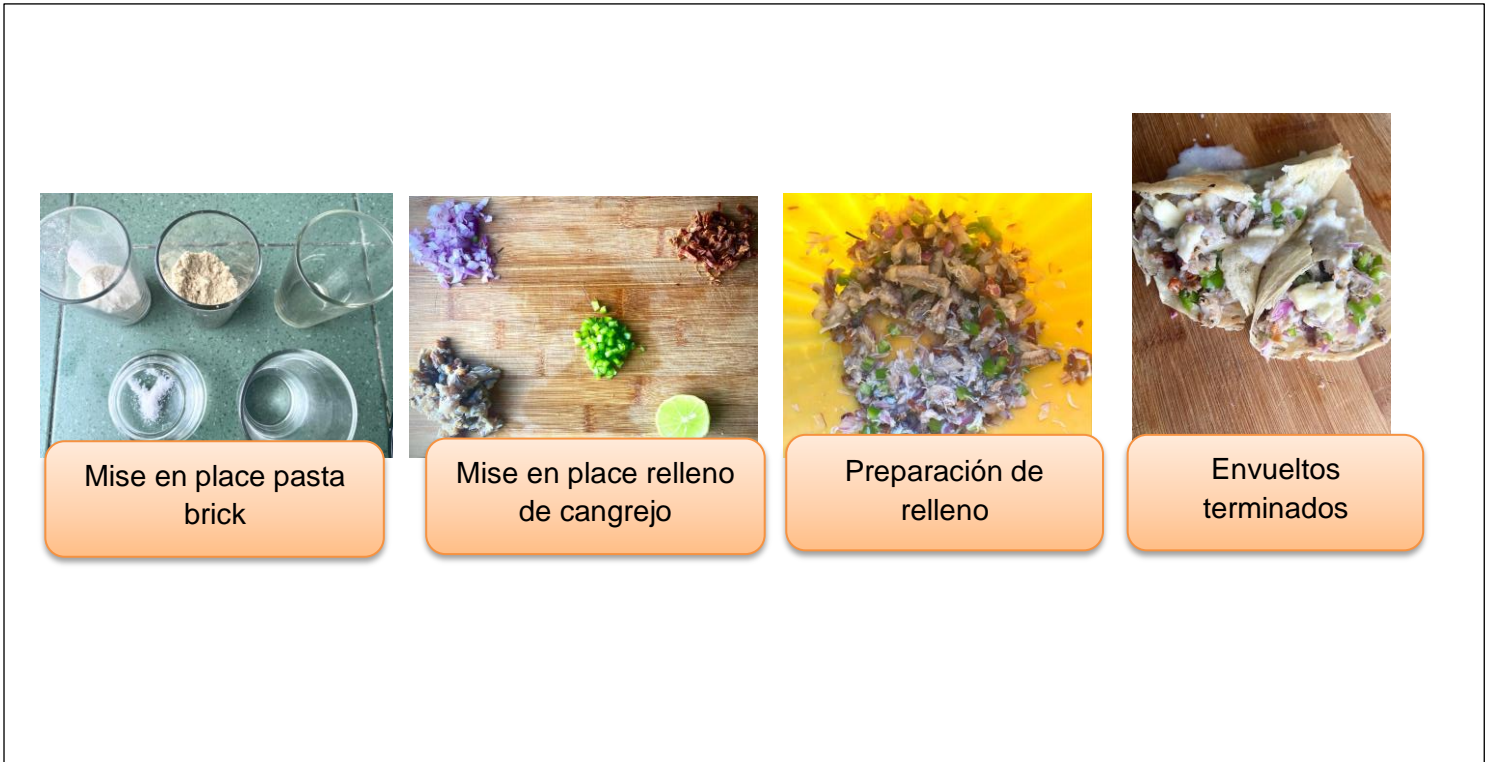 Mise en place pasta
brick
Mise en place relleno
de cangrejo
Preparación de
relleno
Envueltos
terminados